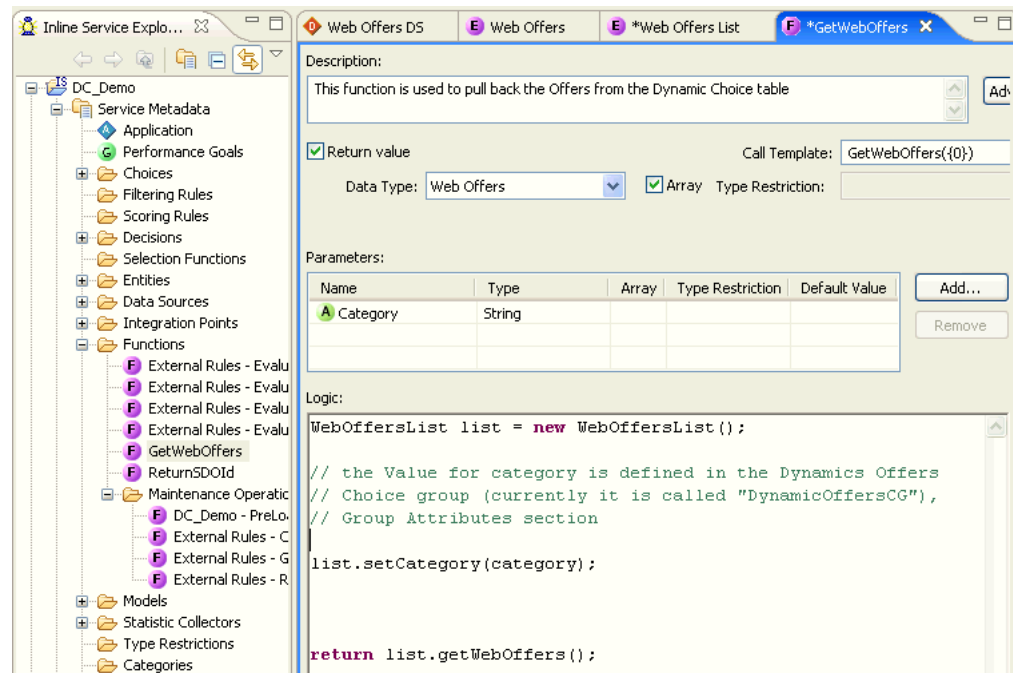 Inline Service Explo...
Web Offers DS
Web Offers
*Web Offers List
*GetWebOffers
DC_Demo
Service Metadata
Application
Performance Goals
Choices
Filtering Rules
Scoring Rules
Decisions
Selection Functions
Entities
Data Sources
Integration Points
Functions
External Rules - Evalu
External Rules - Evalu
External Rules - Evalu
External Rules - Evalu
GetWebOffers
ReturnSDOId
Maintenance Operatic
DC_Demo - PreLo
External Rules - C
External Rules - G
External Rules - R
Models
Statistic Collectors
Type Restrictions
Categories
Description:
This function is used to pull back the Offers from the Dynamic Choice table
Adv
Return value
Call Template: GetWebOffers({0})
Data Type: Web Offers
Array Type Restriction:
Parameters:
Name Type Array Type Restriction Default Value
Category String
Add...
Remove
Logic:
WebOffersList list = new WebOffersList();
// the Value for category is defined in the Dynamics Offers
// Choice group (currently it is called "DynamicOffersCG"),
// Group Attributes section
list.setCategory(category);
return list.getWebOffers();